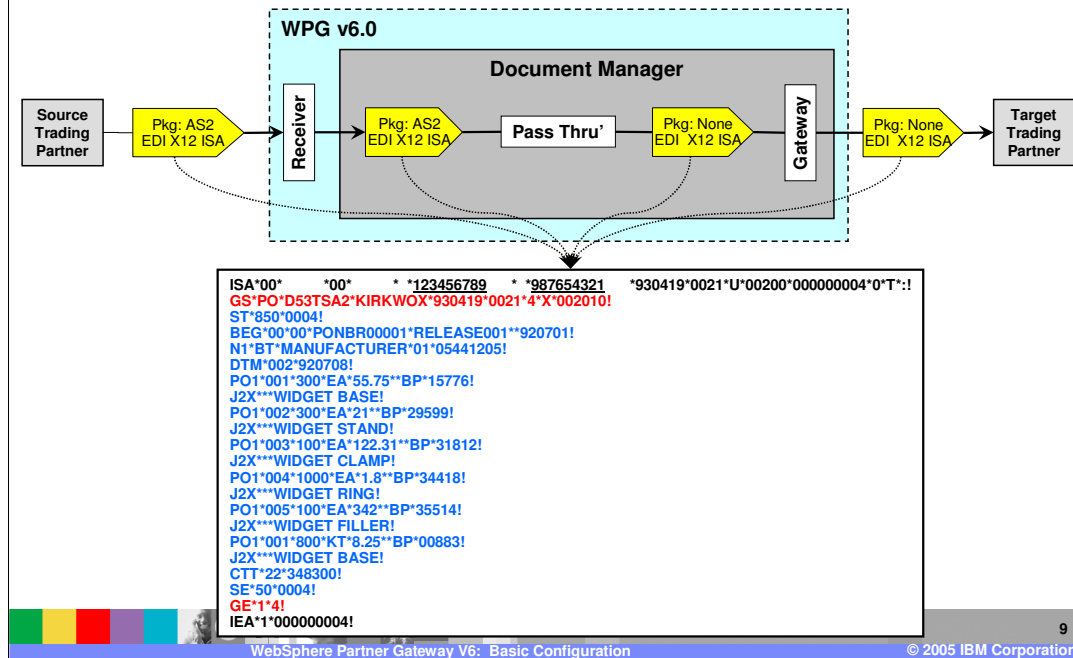 WPG v6.0
Document Manager
Source
Trading
Partner
Pkg: AS2
EDI X12 ISA
Receiver
Pkg: AS2
EDI X12 ISA
Pass Thru'
Pkg: None
EDI X12 ISA
Gateway
Pkg: None
EDI X12 ISA
Target
Trading
Partner
ISA*00* *00* * *123456789 * *987654321 *930419*0021*U*00200*000000004*0*T*:!
GS*PO*D53TSA2*KIRKWOX*930419*0021*4*X*002010!
ST*850*0004!
BEG*00*00*PONBR00001*RELEASE001**920701!
N1*BT*MANUFACTURER*01*05441205!
DTM*002*920708!
PO1*001*300*EA*55.75**BP*15776!
J2X***WIDGET BASE!
PO1*002*300*EA*21**BP*29599!
J2X***WIDGET STAND!
PO1*003*100*EA*122.31**BP*31812!
J2X***WIDGET CLAMP!
PO1*004*1000*EA*1.8**BP*34418!
J2X***WIDGET RING!
PO1*005*100*EA*342**BP*35514!
J2X***WIDGET FILLER!
PO1*001*800*KT*8.25**BP*00883!
J2X***WIDGET BASE!
CTT*22*348300!
SE*50*0004!
GE*1*4!
IEA*1*000000004!
9
WebSphere Partner Gateway V6: Basic Configuration
© 2005 IBM Corporation